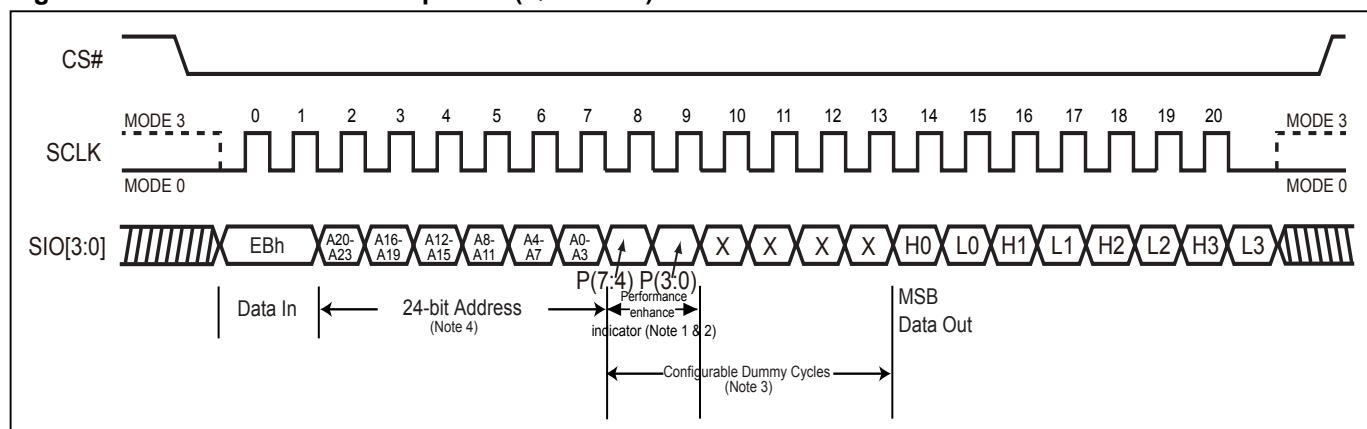 CS#
MODE 3 0 1 2 3 4 5 6 7 8 9 10 11 12 13 14 15 16 17 18 19 20 MODE 3
SCLK
MODE 0 MODE 0
SIO[3:0] EBh A20-A23 A16-A19 A12-A15 A8-A11 A4-A7 A0-A3 X X X X H0 L0 H1 L1 H2 L2 H3 L3
P(7:4) P(3:0)
Data In 24-bit Address Performance MSB
(Note 4) enhance Data Out
indicator (Note 1 & 2)
Configurable Dummy Cycles
(Note 3)